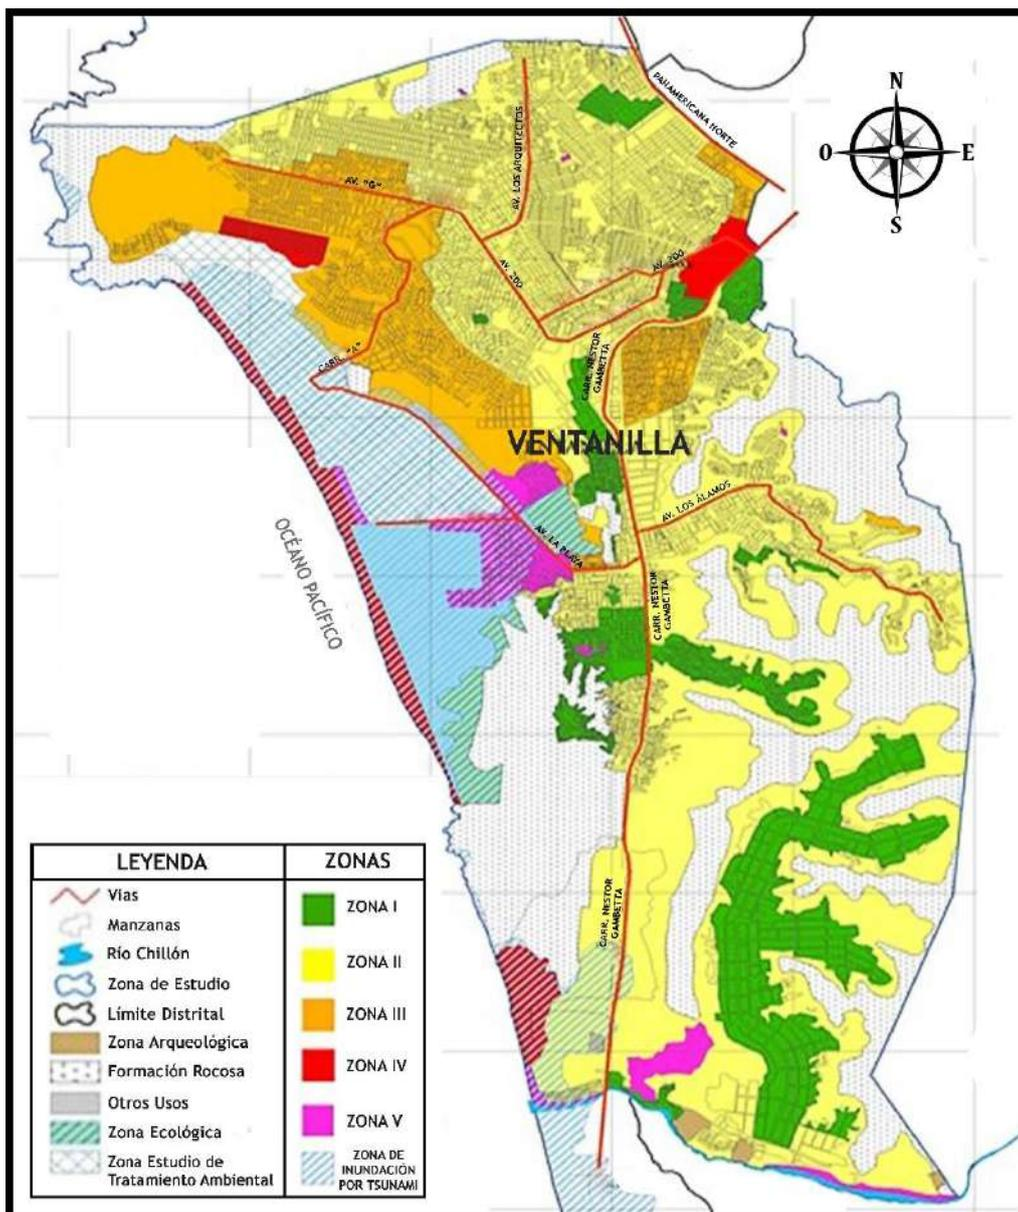 N
O
E
S
PANAMERICANA NORTE
AV. LOS ARQUITECTOS
AV. "G"
AV. 200
AV. 200
CARR. NESTOR
GAMBETTA
CARR. "A"
VENTANILLA
AV. LOS ÁLAMOS
OCÉANO PACÍFICO
AV. LA PLAYA
CARR. NESTOR
GAMBETTA
CARR. NESTOR
GAMBETTA
LEYENDA
Vias
Manzanas
Río Chillón
Zona de Estudio
Límite Distrital
Zona Arqueológica
Formación Rocosa
Otros Usos
Zona Ecológica
Zona Estudio de
Tratamiento Ambiental
ZONAS
ZONA I
ZONA II
ZONA III
ZONA IV
ZONA V
ZONA DE
INUNDACIÓN
POR TSUNAMI